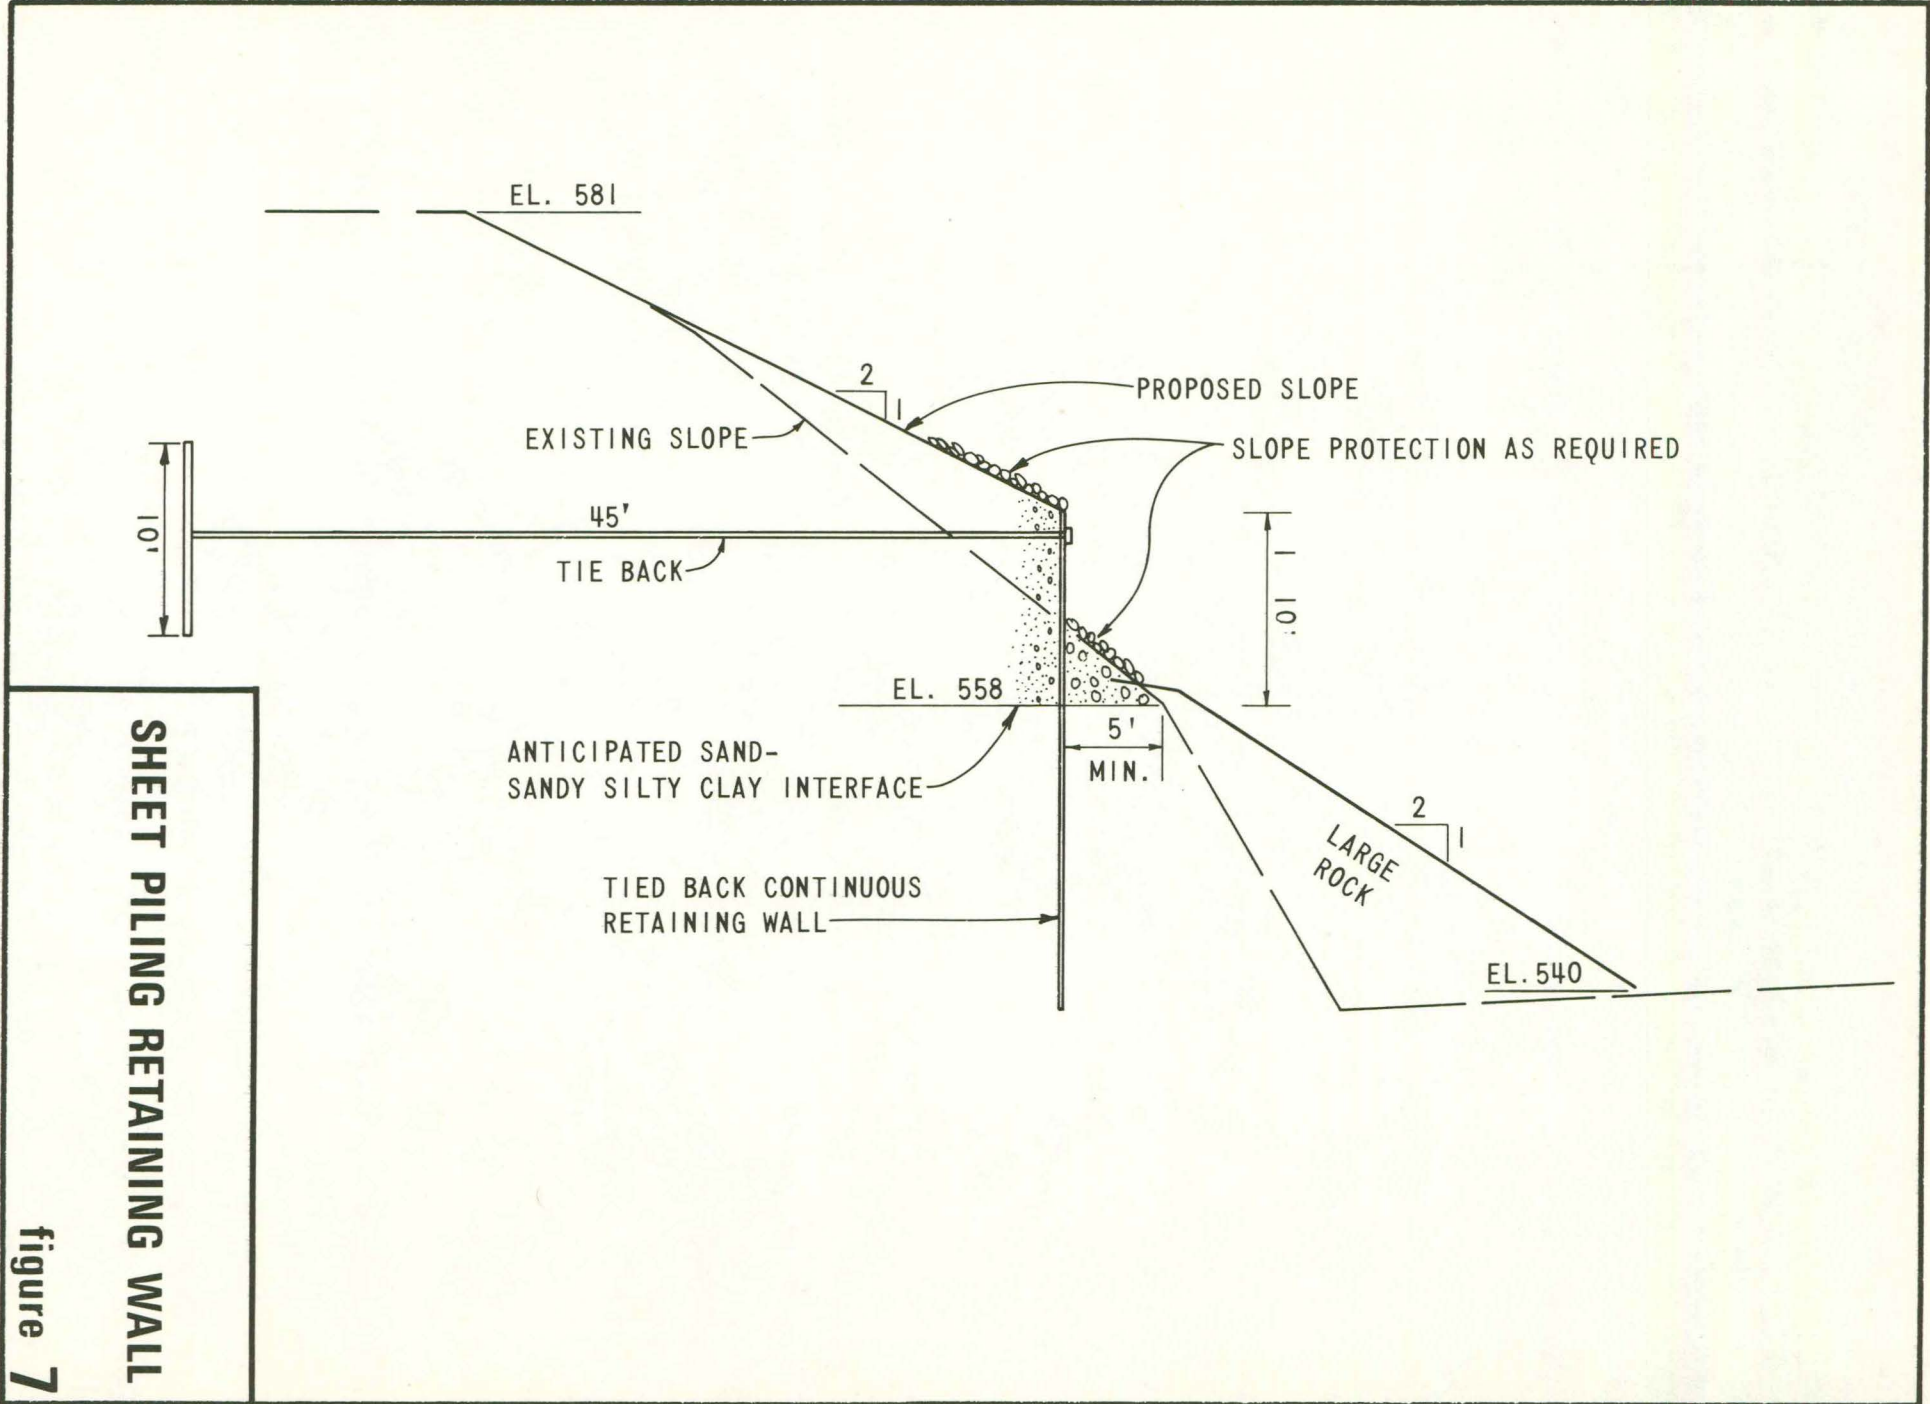 EL. 581
2
1
PROPOSED SLOPE
EXISTING SLOPE
SLOPE PROTECTION AS REQUIRED
10'
45'
TIE BACK
10'
EL. 558
5'
MIN.
ANTICIPATED SAND-
SANDY SILTY CLAY INTERFACE
2
1
LARGE
ROCK
TIED BACK CONTINUOUS
RETAINING WALL
EL. 540
SHEET PILING RETAINING WALL
figure 7